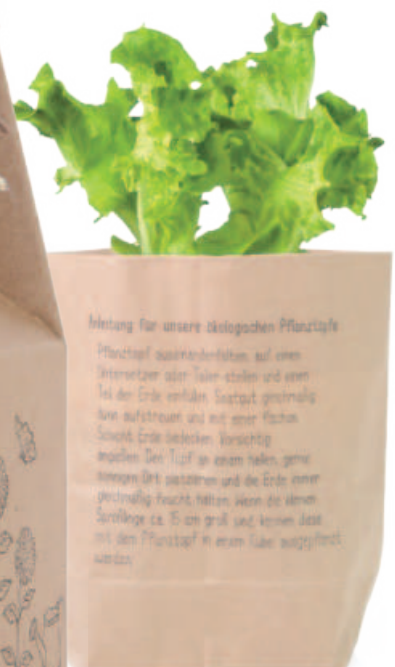 Anleitung für unsere ökologischen Pflanztöpfe
Pflanztopf auseinanderfalten, auf einen
Untersetzer oder Teller stellen und einen
Teil der Erde einfüllen. Saatgut gleichmäßig
dünn aufstreuen und mit einer flachen
Schicht Erde bedecken. Vorsichtig
angießen. Den Topf an einem hellen, gerne
sonnigen Ort platzieren und die Erde immer
gleichmäßig feucht halten. Wenn die kleinen
Sprößlinge ca. 15 cm groß sind, können diese
mit dem Pflanztopf in einem Kübel ausgepflanzt
werden.